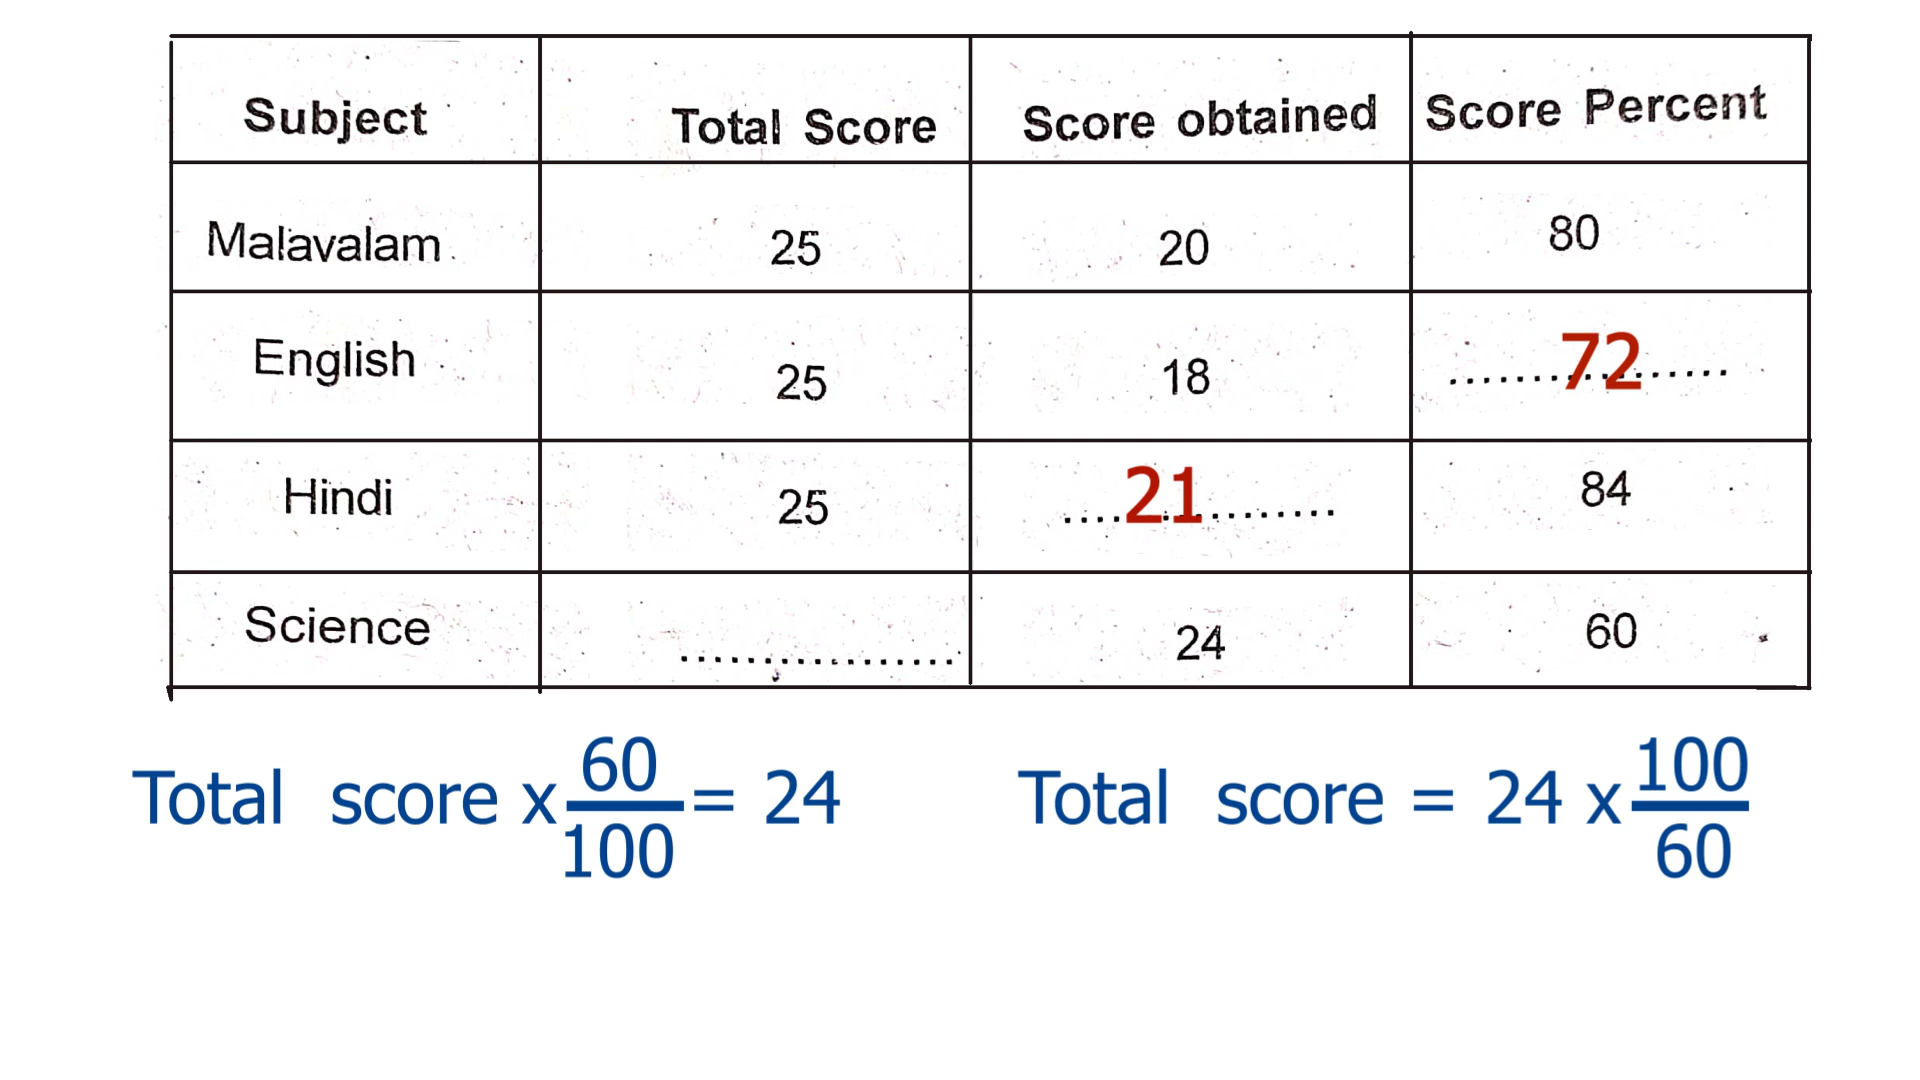 Subject Total Score Score obtained Score Percent
Malavalam 25 20 80
English 25 18 72
Hindi 25 21 84
Science ................. 24 60
Total score x 60/100 = 24 Total score = 24 x 100/60